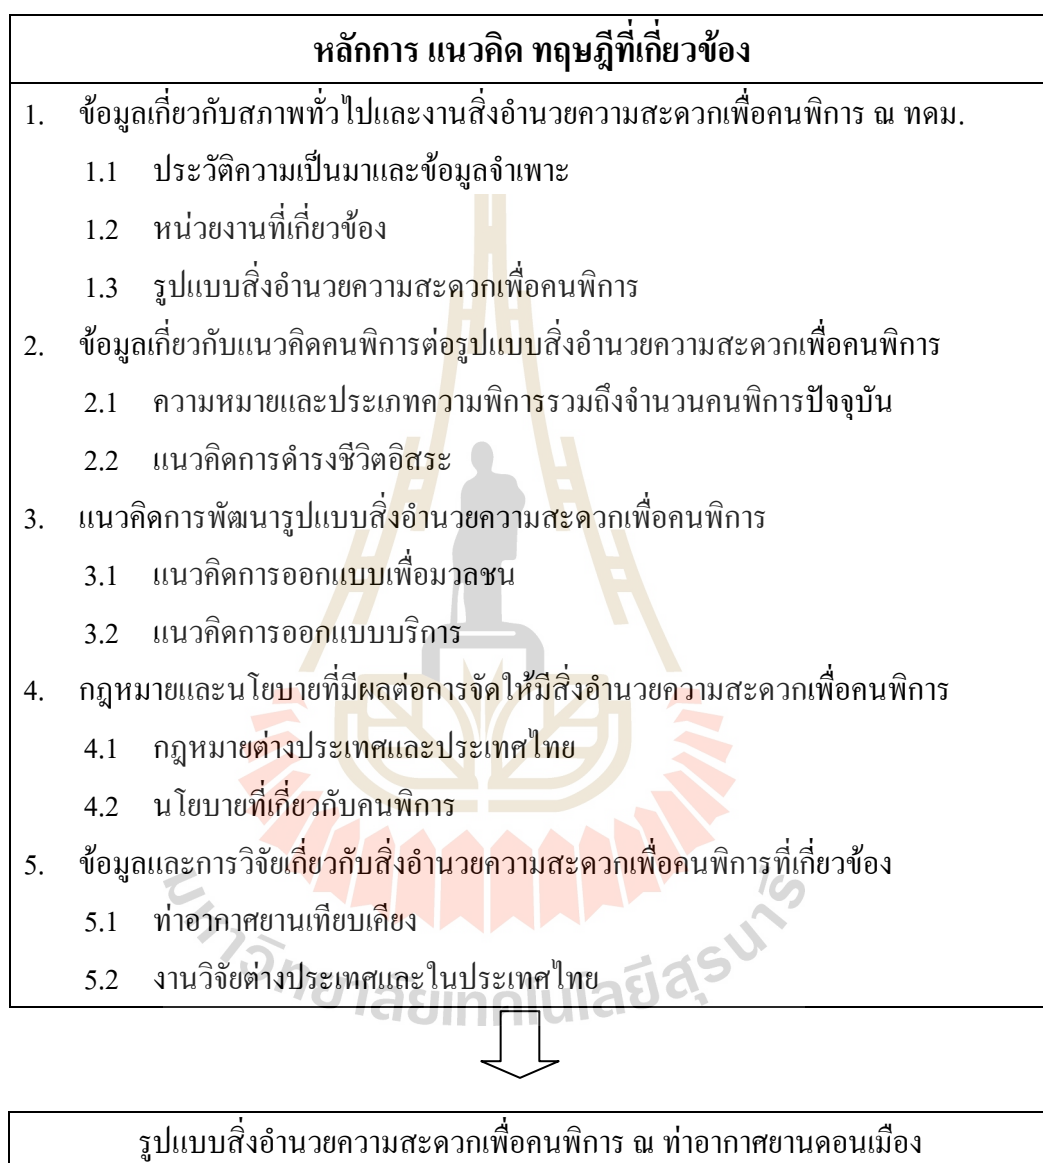 หลักการ แนวคิด ทฤษฎีที่เกี่ยวข้อง
1. ข้อมูลเกี่ยวกับสภาพทั่วไปและงานสิ่งอำนวยความสะดวกเพื่อคนพิการ ณ ทดม.
1.1 ประวัติความเป็นมาและข้อมูลจำเพาะ
1.2 หน่วยงานที่เกี่ยวข้อง
1.3 รูปแบบสิ่งอำนวยความสะดวกเพื่อคนพิการ
2. ข้อมูลเกี่ยวกับแนวคิดคนพิการต่อรูปแบบสิ่งอำนวยความสะดวกเพื่อคนพิการ
2.1 ความหมายและประเภทความพิการรวมถึงจำนวนคนพิการปัจจุบัน
2.2 แนวคิดการดำรงชีวิตอิสระ
3. แนวคิดการพัฒนารูปแบบสิ่งอำนวยความสะดวกเพื่อคนพิการ
3.1 แนวคิดการออกแบบเพื่อมวลชน
3.2 แนวคิดการออกแบบบริการ
4. กฎหมายและนโยบายที่มีผลต่อการจัดให้มีสิ่งอำนวยความสะดวกเพื่อคนพิการ
4.1 กฎหมายต่างประเทศและประเทศไทย
4.2 นโยบายที่เกี่ยวกับคนพิการ
5. ข้อมูลและการวิจัยเกี่ยวกับสิ่งอำนวยความสะดวกเพื่อคนพิการที่เกี่ยวข้อง
5.1 ท่าอากาศยานเทียบเคียง
5.2 งานวิจัยต่างประเทศและในประเทศไทย
มหาวิทยาลัยเทคโนโลยีสุรนารี
รูปแบบสิ่งอำนวยความสะดวกเพื่อคนพิการ ณ ท่าอากาศยานดอนเมือง